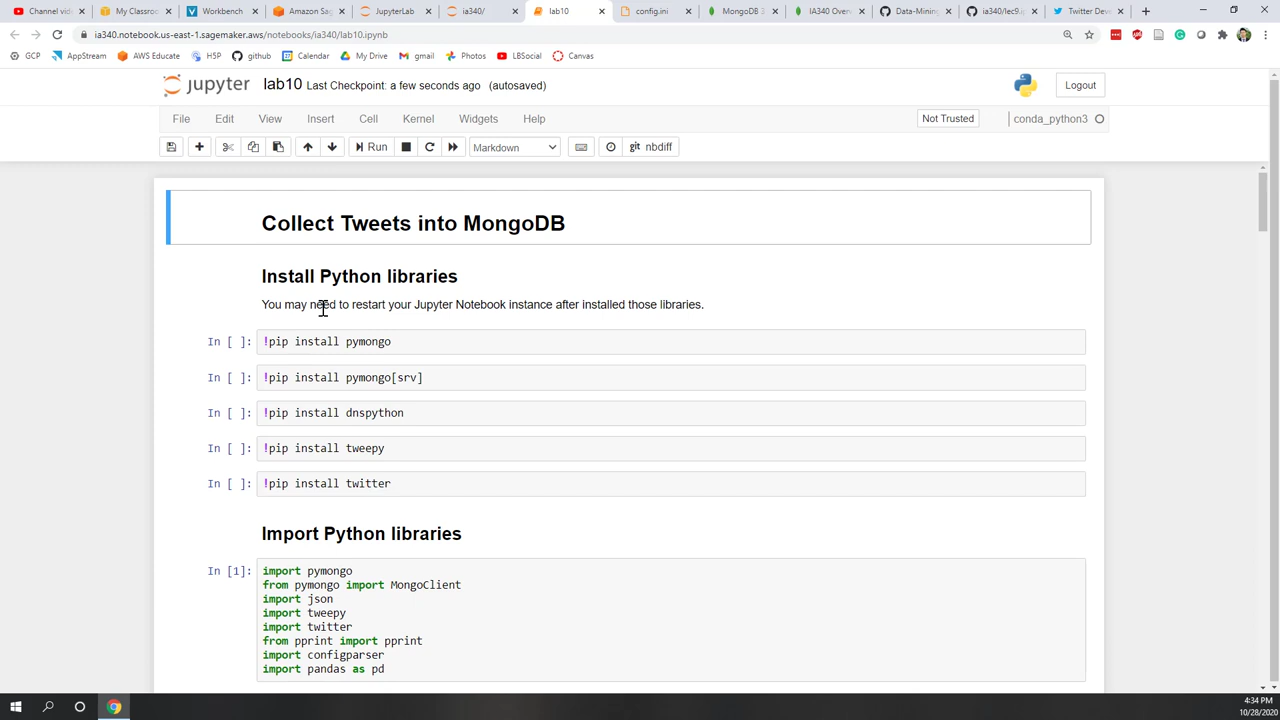 Channel vide
My Classroo
Workbench
Amazon Sag
JupyterLab
ia340/
lab10
config.ini
MongoDB 3
IA340 Over
Data-Mining
ia340/lec9.i
Twitter Deve
ia340.notebook.us-east-1.sagemaker.aws/notebooks/ia340/lab10.ipynb
GCP AppStream AWS Educate H5P github Calendar My Drive gmail Photos LBSocial Canvas
jupyter lab10 Last Checkpoint: a few seconds ago (autosaved) Logout
File Edit View Insert Cell Kernel Widgets Help Not Trusted conda_python3
Run Markdown git nbdiff
Collect Tweets into MongoDB
Install Python libraries
You may need to restart your Jupyter Notebook instance after installed those libraries.
In [ ]: !pip install pymongo
In [ ]: !pip install pymongo[srv]
In [ ]: !pip install dnspython
In [ ]: !pip install tweepy
In [ ]: !pip install twitter
Import Python libraries
In [1]: import pymongo
from pymongo import MongoClient
import json
import tweepy
import twitter
from pprint import pprint
import configparser
import pandas as pd
4:34 PM
10/28/2020